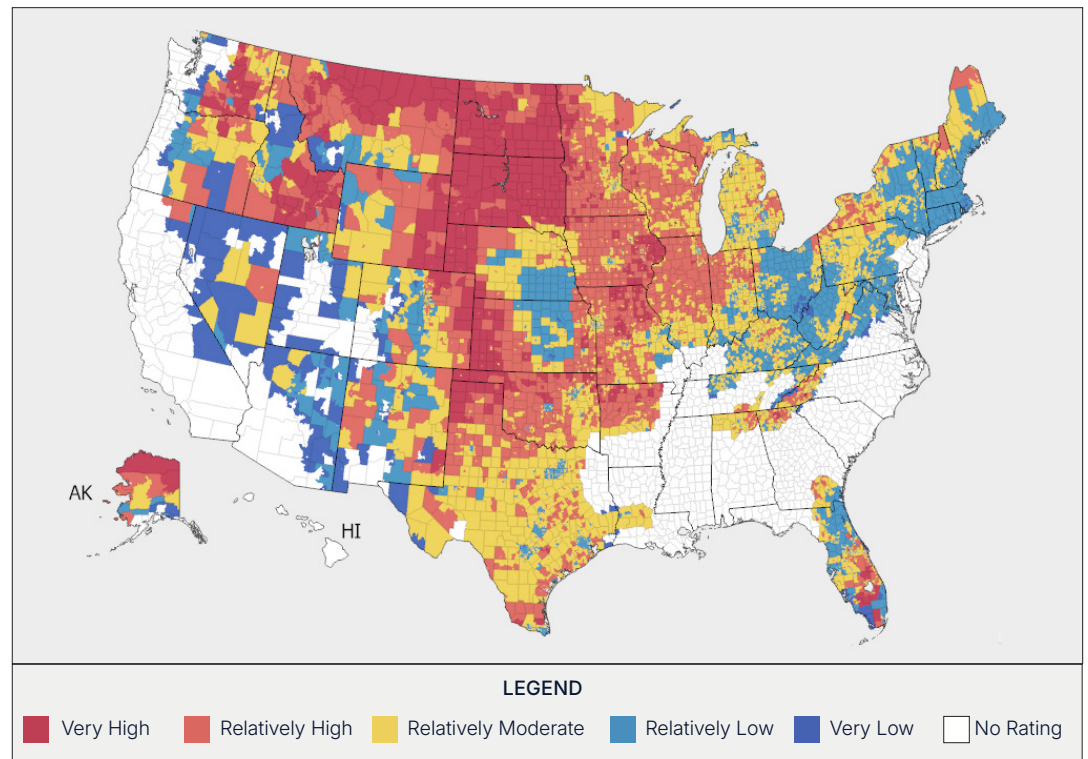 AK
HI
LEGEND
Very High
Relatively High
Relatively Moderate
Relatively Low
Very Low
No Rating